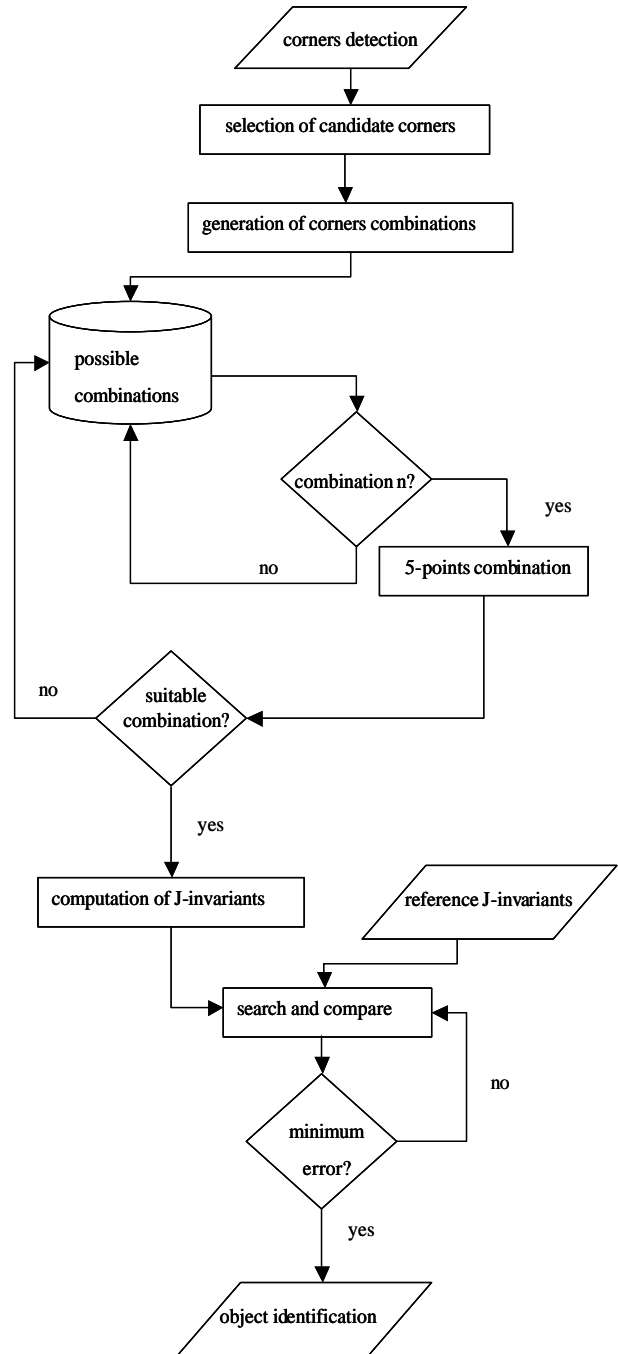 corners detection
selection of candidate corners
generation of corners combinations
possible
combinations
combination n?
yes
no
5-points combination
no
suitable
combination?
yes
computation of J-invariants
reference J-invariants
search and compare
no
minimum
error?
yes
object identification